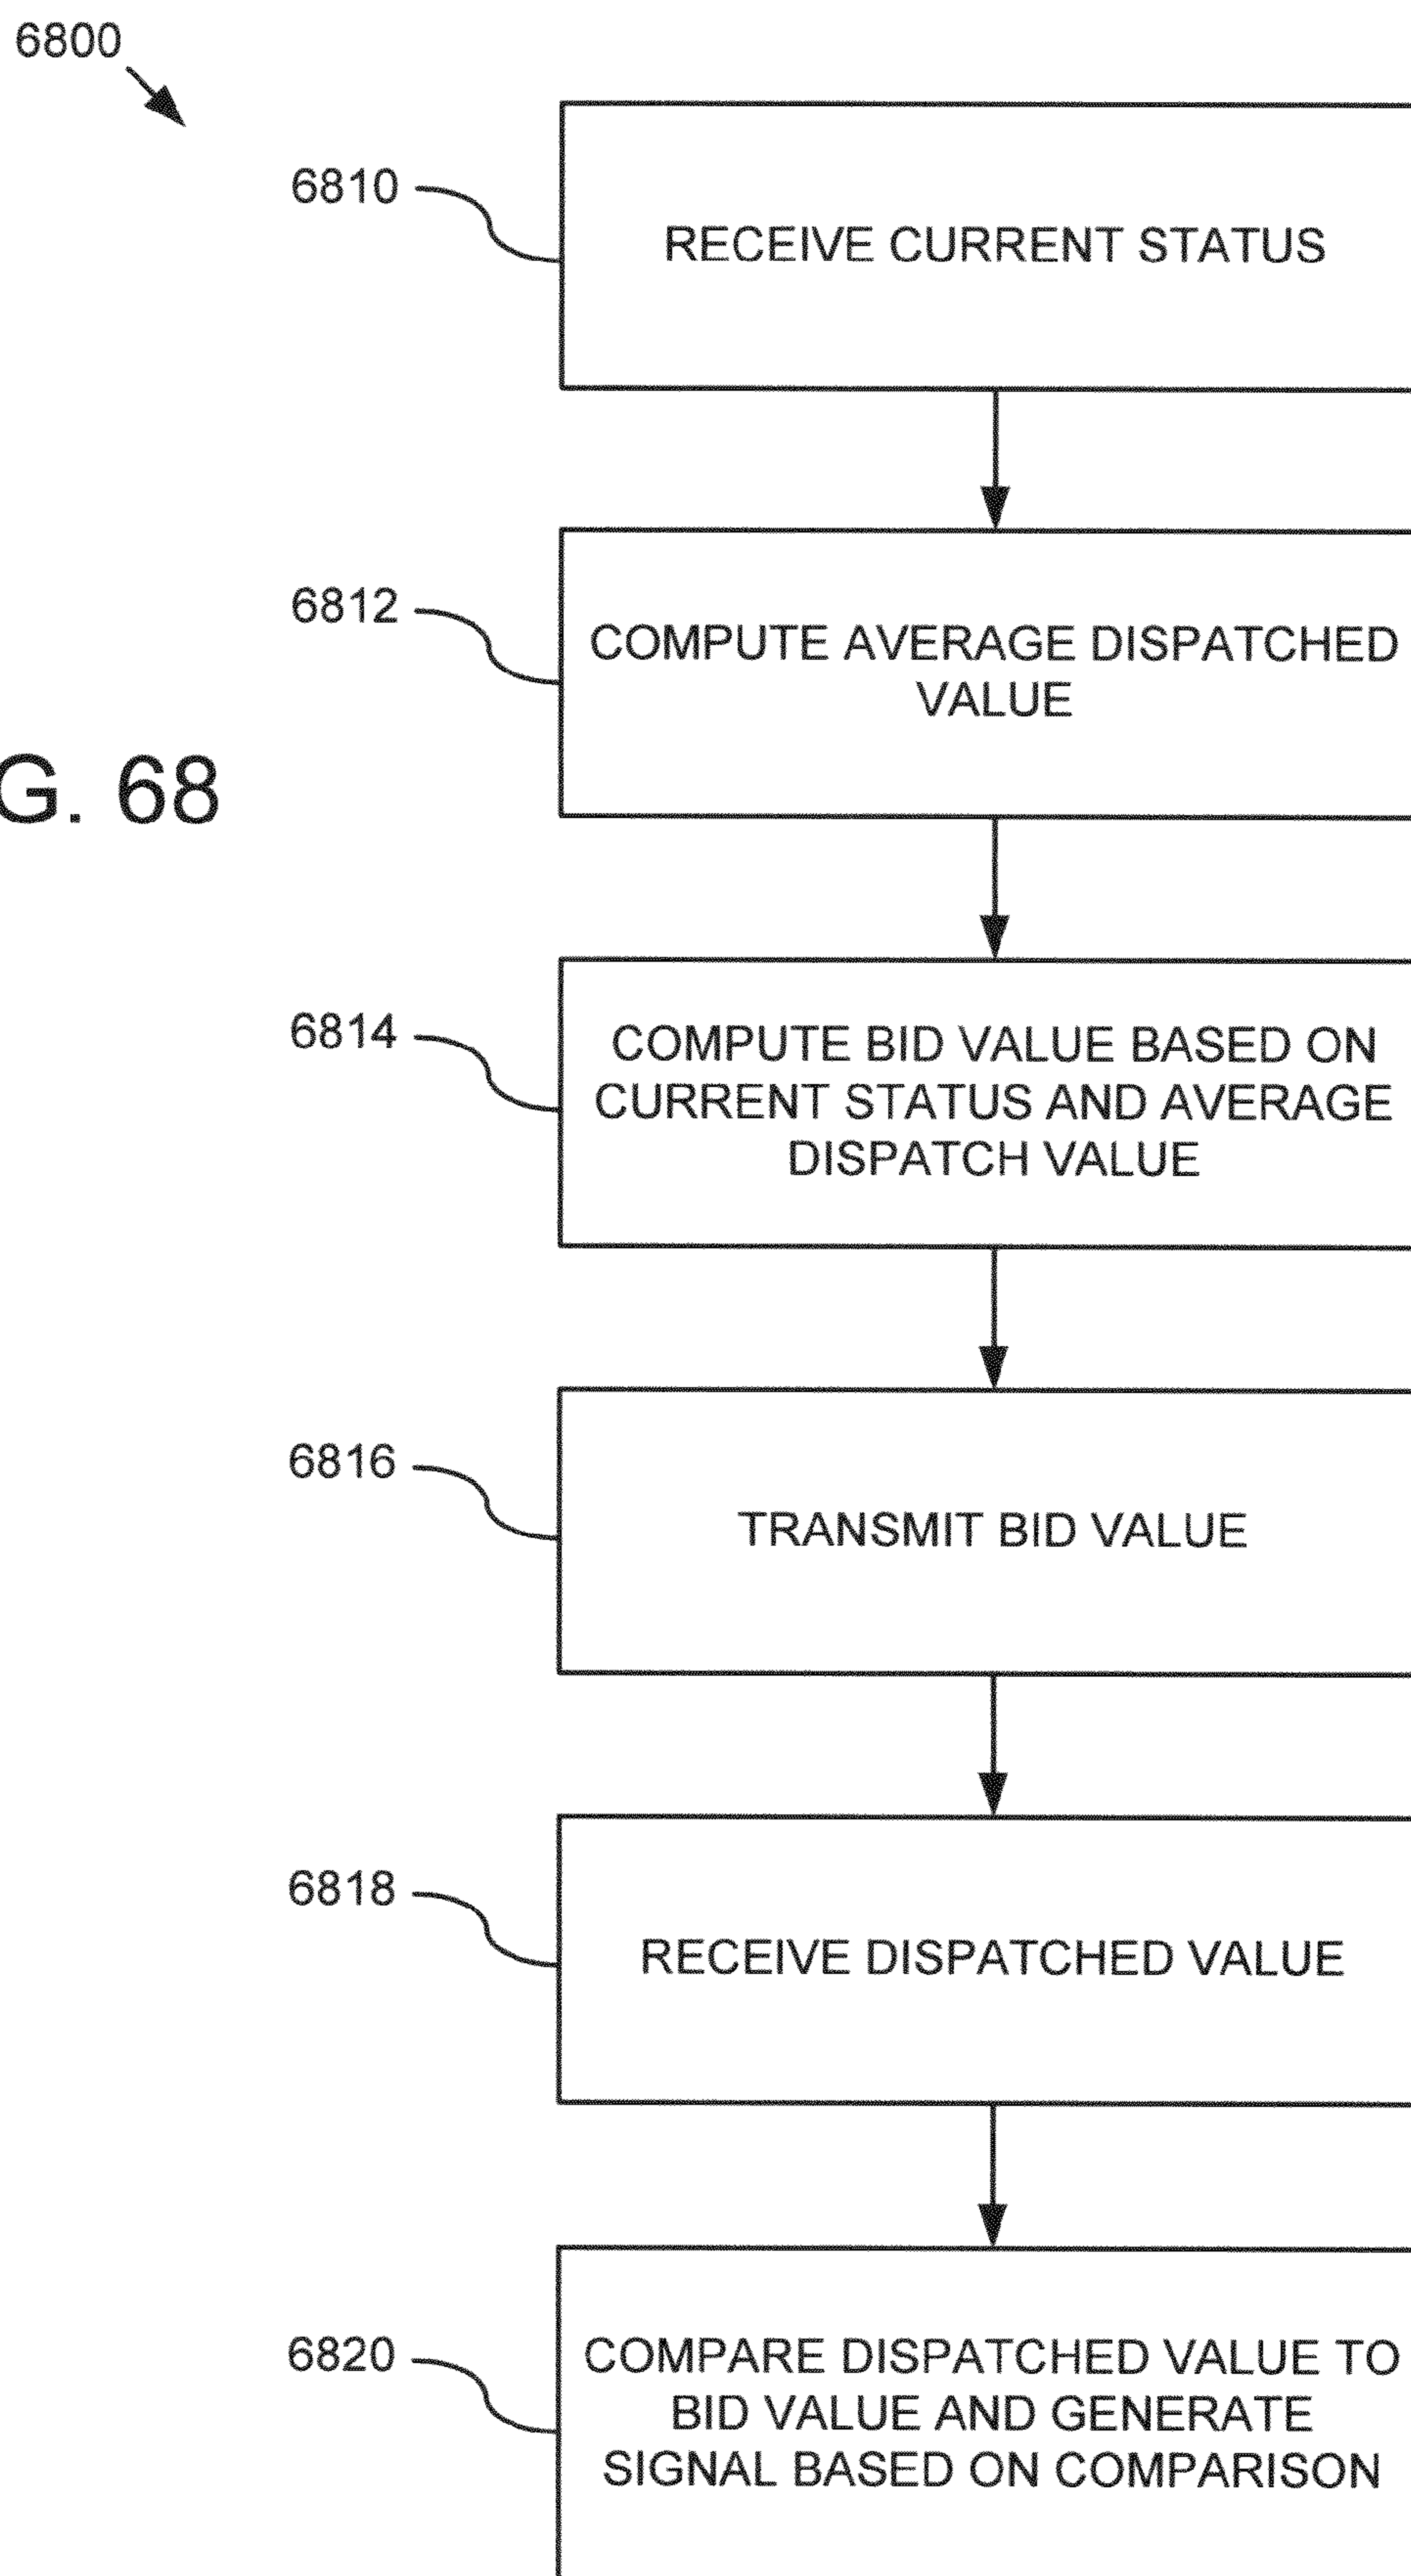 6800
6810
RECEIVE CURRENT STATUS
6812
COMPUTE AVERAGE DISPATCHED
VALUE
G. 68
6814
COMPUTE BID VALUE BASED ON
CURRENT STATUS AND AVERAGE
DISPATCH VALUE
6816
TRANSMIT BID VALUE
6818
RECEIVE DISPATCHED VALUE
6820
COMPARE DISPATCHED VALUE TO
BID VALUE AND GENERATE
SIGNAL BASED ON COMPARISON